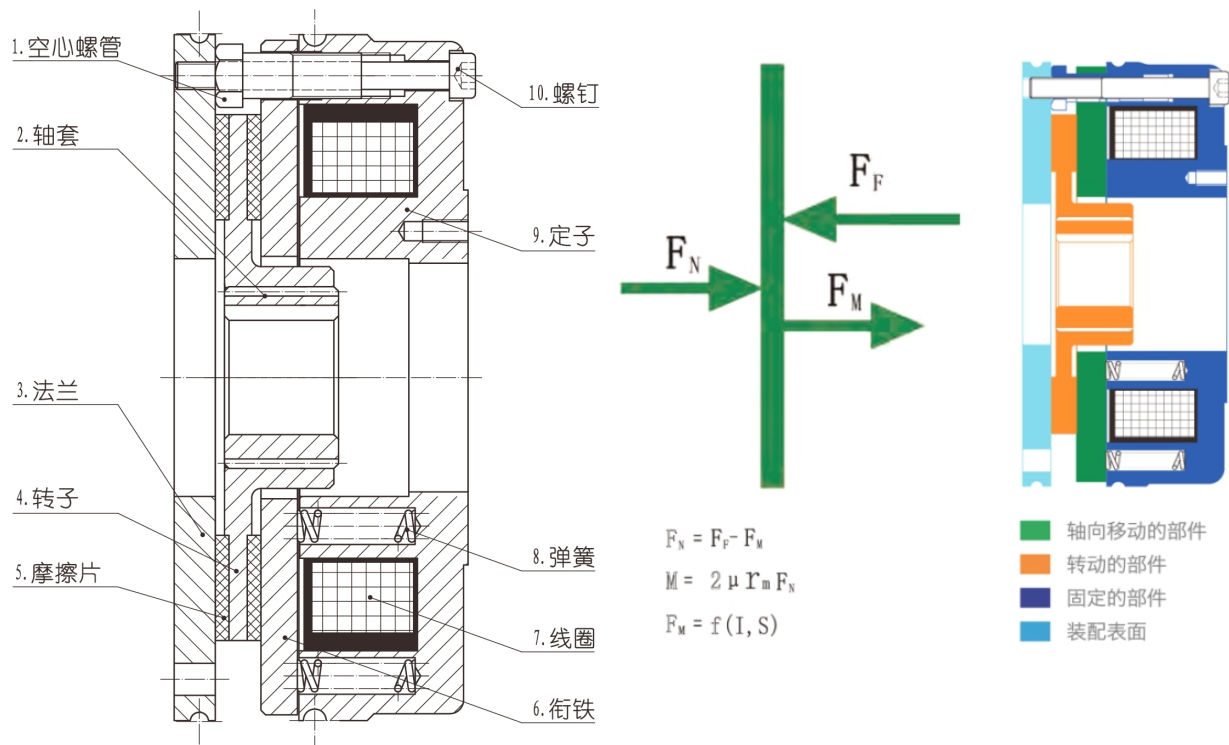 1.空心螺管
2.轴套
3.法兰
4.转子
5.摩擦片
10.螺钉
9.定子
8.弹簧
7.线圈
6.衔铁
F_F
F_N
F_M
F_N = F_F - F_M
M = 2 μ r_m F_N
F_M = f(I,S)
轴向移动的部件
转动的部件
固定的部件
装配表面